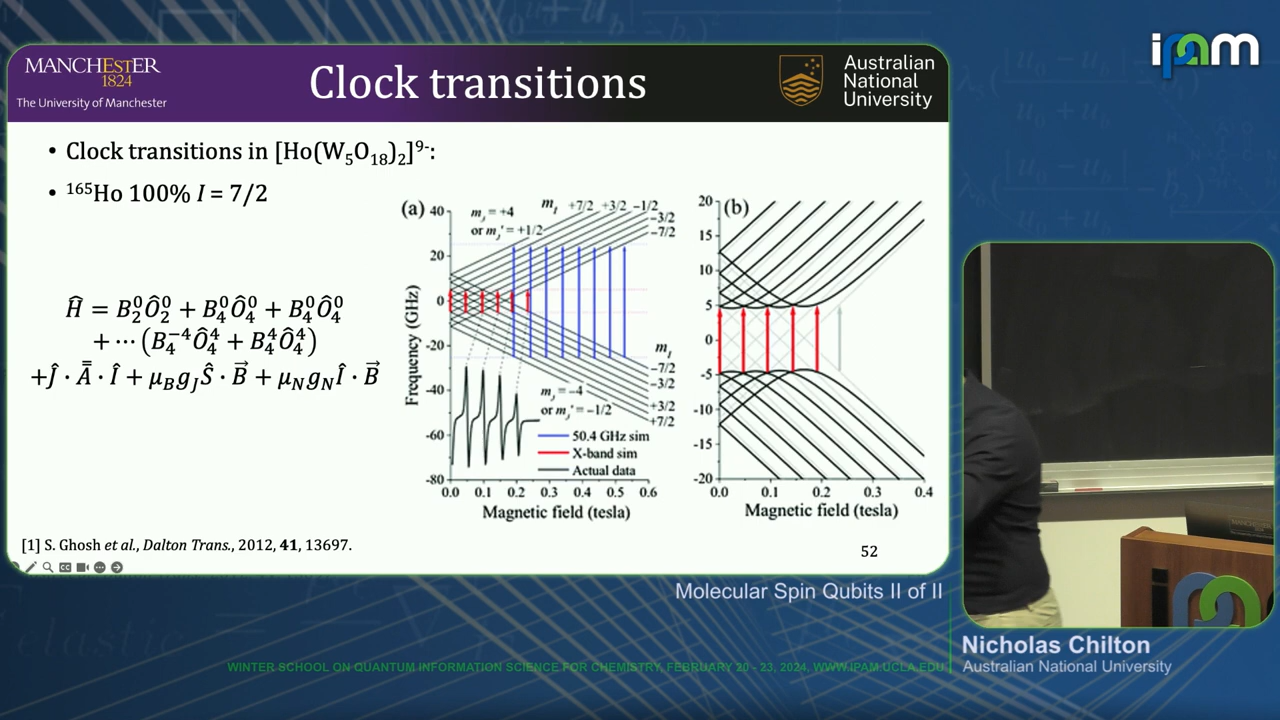 MANCHESTER
1824
The University of Manchester
Clock transitions
Australian
National
University
ipam
• Clock transitions in [Ho(W₅O₁₈)₂]⁹⁻:
• ¹⁶⁵Ho 100% I = 7/2
Ĥ = B₂⁰Ô₂⁰ + B₄⁰Ô₄⁰ + B₄⁰Ô₄⁰
+ ⋯ (B₄⁻⁴Ô₄⁴ + B₄⁴Ô₄⁴)
+Ĵ · A̿ · Î + μ_B g_J Ŝ · B⃗ + μ_N g_N Î · B⃗
(a)
Frequency (GHz)
40
20
0
-20
-40
-60
-80
m_J = +4
or m_J' = +1/2
m_I +7/2 +3/2 −1/2
−3/2
−7/2
m_I
−7/2
−3/2
+3/2
+7/2
m_J = −4
or m_J' = −1/2
50.4 GHz sim
X-band sim
Actual data
0.0 0.1 0.2 0.3 0.4 0.5 0.6
Magnetic field (tesla)
(b)
20
15
10
5
0
-5
-10
-15
-20
0.0 0.1 0.2 0.3 0.4
Magnetic field (tesla)
[1] S. Ghosh et al., Dalton Trans., 2012, 41, 13697.
52
Molecular Spin Qubits II of II
MANCHESTER
Nicholas Chilton
Australian National University
WINTER SCHOOL ON QUANTUM INFORMATION SCIENCE FOR CHEMISTRY, FEBRUARY 20 - 23, 2024, WWW.IPAM.UCLA.EDU
elastic